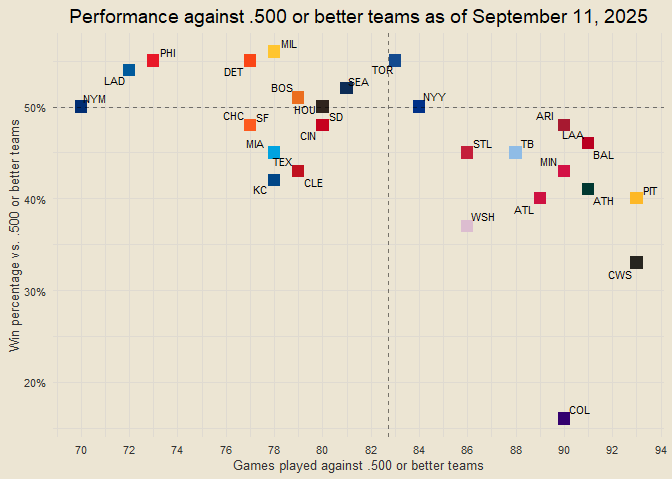 Performance against .500 or better teams as of September 11, 2025
Win percentage vs. .500 or better teams
50%
40%
30%
20%
MIL
PHI
LAD
DET
TOR
SEA
BOS
NYM
HOU
NYY
CHC
SF
SD
CIN
ARI
LAA
MIA
TEX
STL
TB
BAL
MIN
KC
CLE
ATH
PIT
ATL
WSH
CWS
COL
70 72 74 76 78 80 82 84 86 88 90 92 94
Games played against .500 or better teams